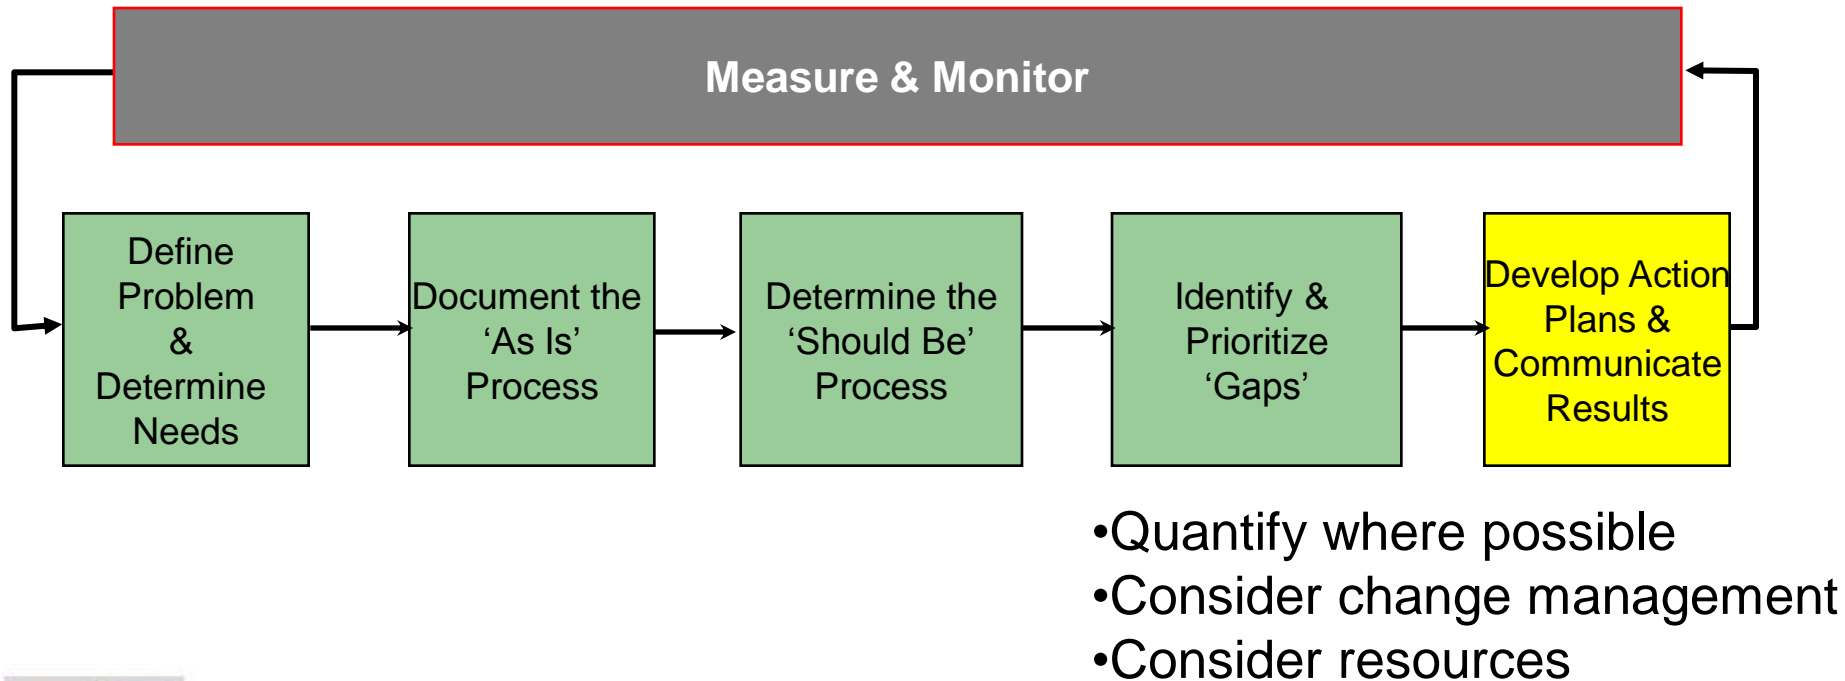 Measure & Monitor
Define
Problem
&
Determine
Needs
Document the
‘As Is’
Process
Determine the
‘Should Be’
Process
Identify &
Prioritize
‘Gaps’
Develop Action
Plans &
Communicate
Results
•Quantify where possible
•Consider change management
•Consider resources